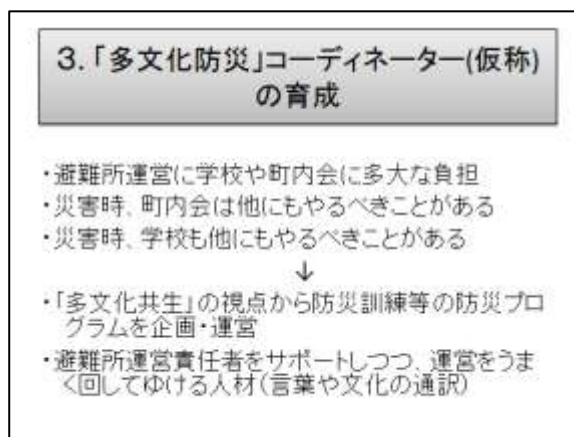 3.「多文化防災」コーディネーター(仮称)
の育成
・避難所運営に学校や町内会に多大な負担
・災害時、町内会は他にもやるべきことがある
・災害時、学校も他にもやるべきことがある
↓
・「多文化共生」の視点から防災訓練等の防災プロ
グラムを企画・運営
・避難所運営責任者をサポートしつつ、運営をうま
く回してゆける人材(言葉や文化の通訳)